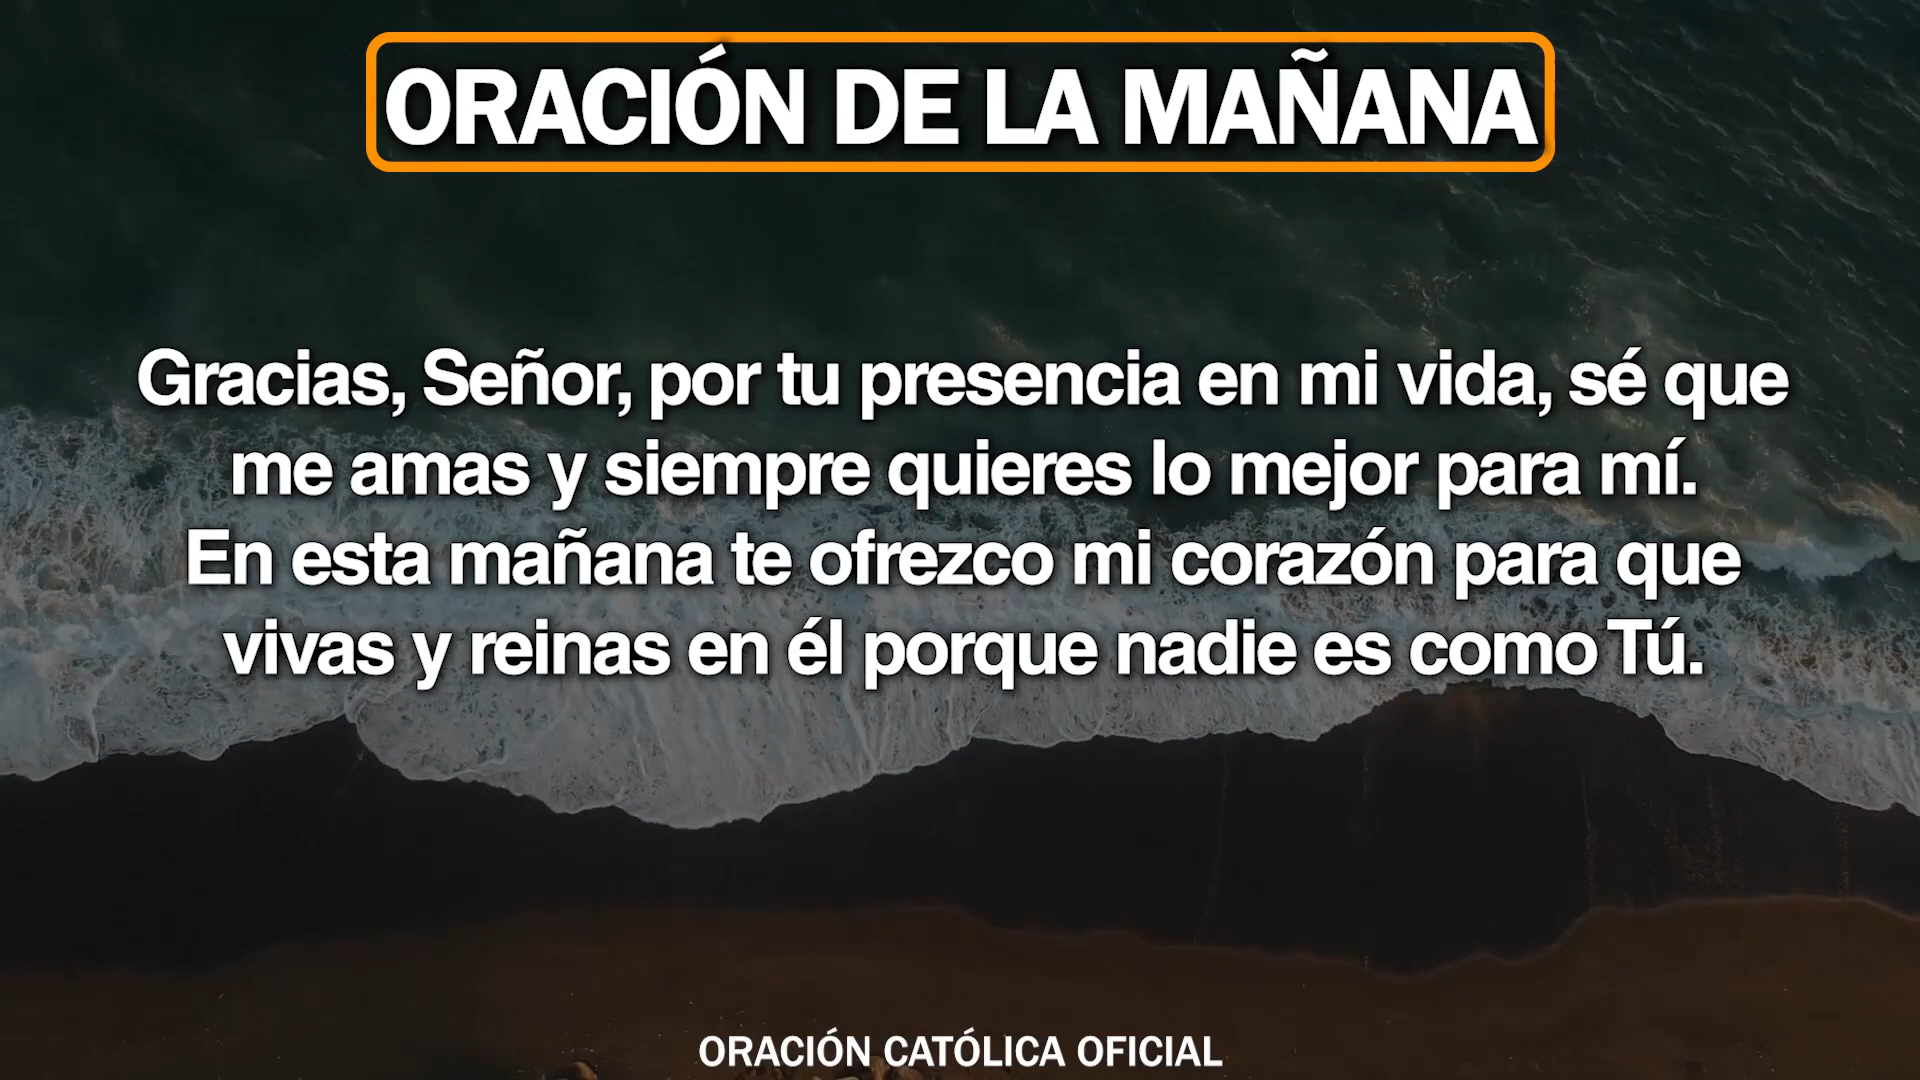 ORACIÓN DE LA MAÑANA
Gracias, Señor, por tu presencia en mi vida, sé que
me amas y siempre quieres lo mejor para mí.
En esta mañana te ofrezco mi corazón para que
vivas y reinas en él porque nadie es como Tú.
ORACIÓN CATÓLICA OFICIAL